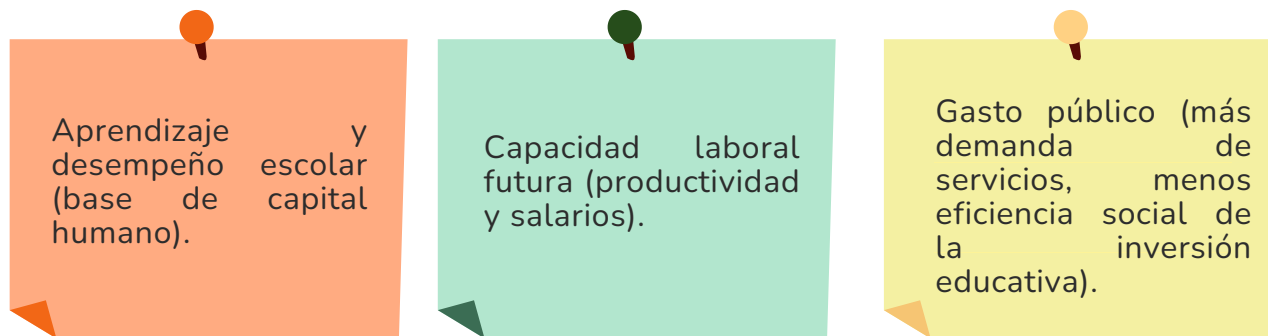 Aprendizaje y
desempeño escolar
(base de capital
humano).
Capacidad laboral
futura (productividad
y salarios).
Gasto público (más
demanda de
servicios, menos
eficiencia social de
la inversión
educativa).